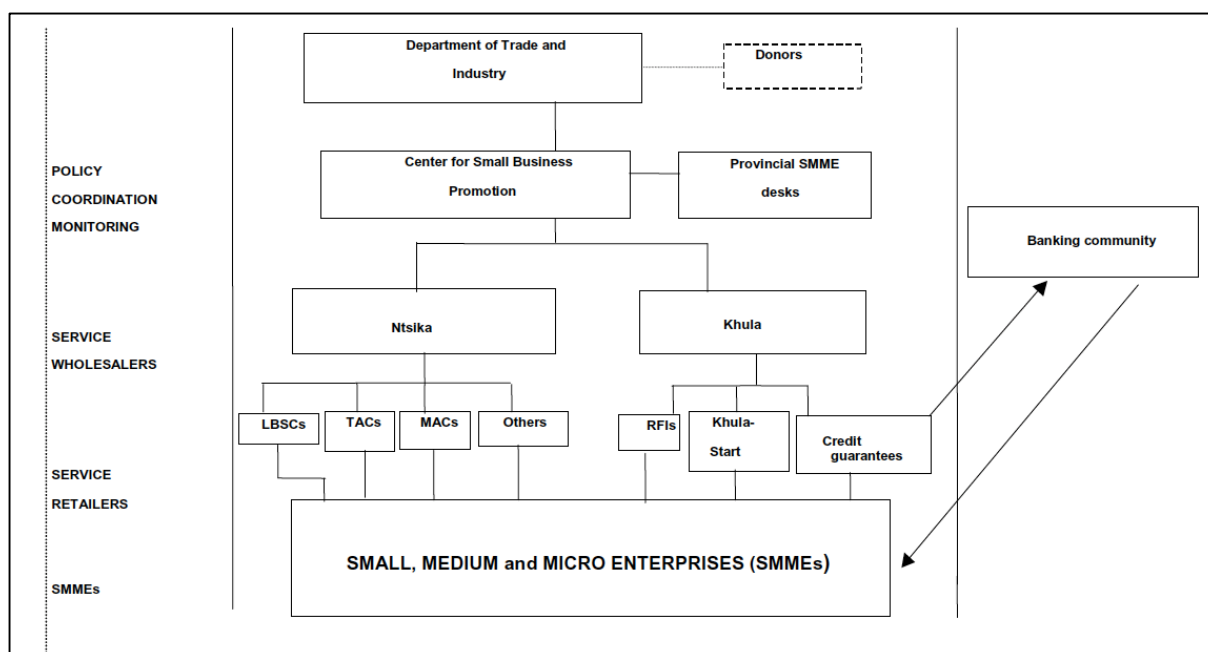 Department of Trade and
Industry
Donors
POLICY
COORDINATION
MONITORING
Center for Small Business
Promotion
Provincial SMME
desks
Banking community
SERVICE
WHOLESALERS
Ntsika
Khula
LBSCs
TACs
MACs
Others
RFIs
Khula-
Start
Credit
guarantees
SERVICE
RETAILERS
SMALL, MEDIUM and MICRO ENTERPRISES (SMMEs)
SMMEs